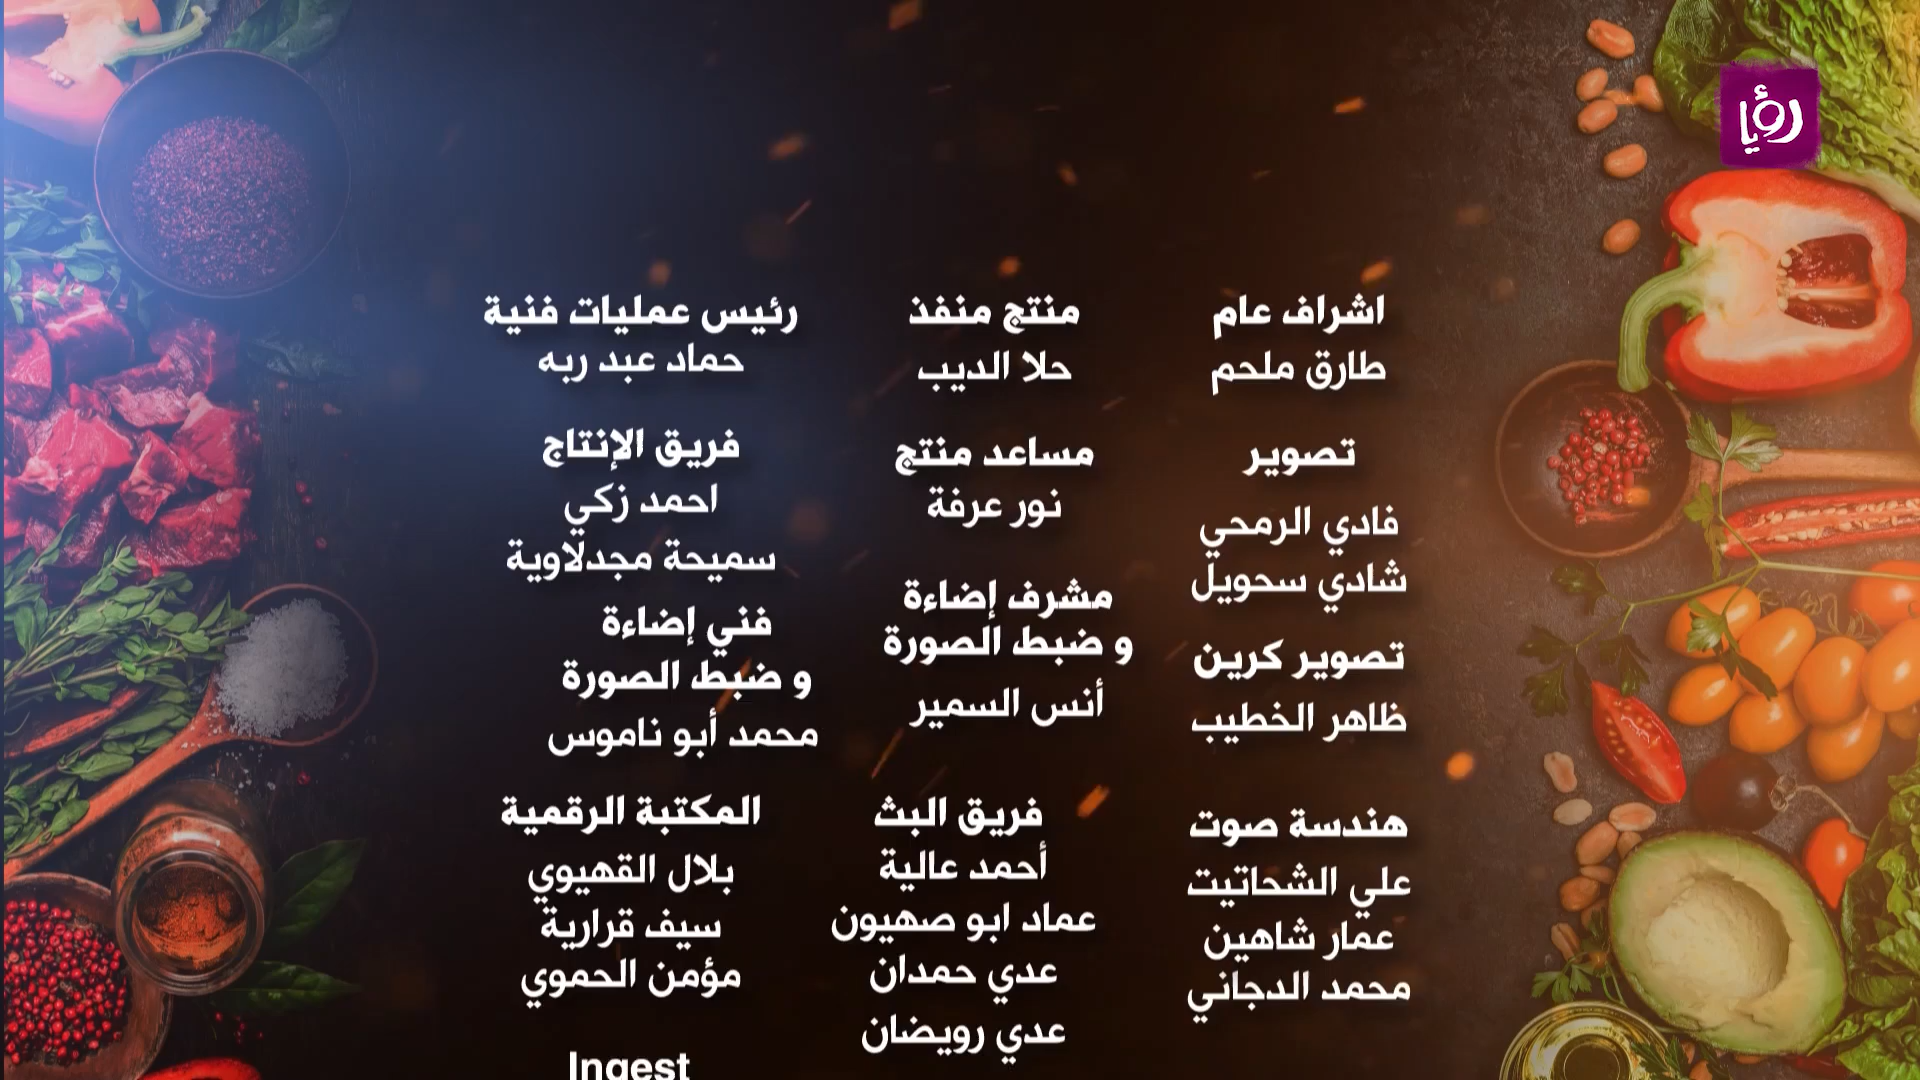 رؤيا
اشراف عام
طارق ملحم
تصوير
فادي الرمحي
شادي سحويل
تصوير كرين
ظاهر الخطيب
هندسة صوت
علي الشحاتيت
عمار شاهين
محمد الدجاني
منتج منفذ
حلا الديب
مساعد منتج
نور عرفة
مشرف إضاءة
و ضبط الصورة
أنس السمير
فريق البث
أحمد عالية
عماد ابو صهيون
عدي حمدان
عدي رويضان
رئيس عمليات فنية
حماد عبد ربه
فريق الإنتاج
احمد زكي
سميحة مجدلاوية
فني إضاءة
و ضبط الصورة
محمد أبو ناموس
المكتبة الرقمية
بلال القهيوي
سيف قرارية
مؤمن الحموي
Ingest